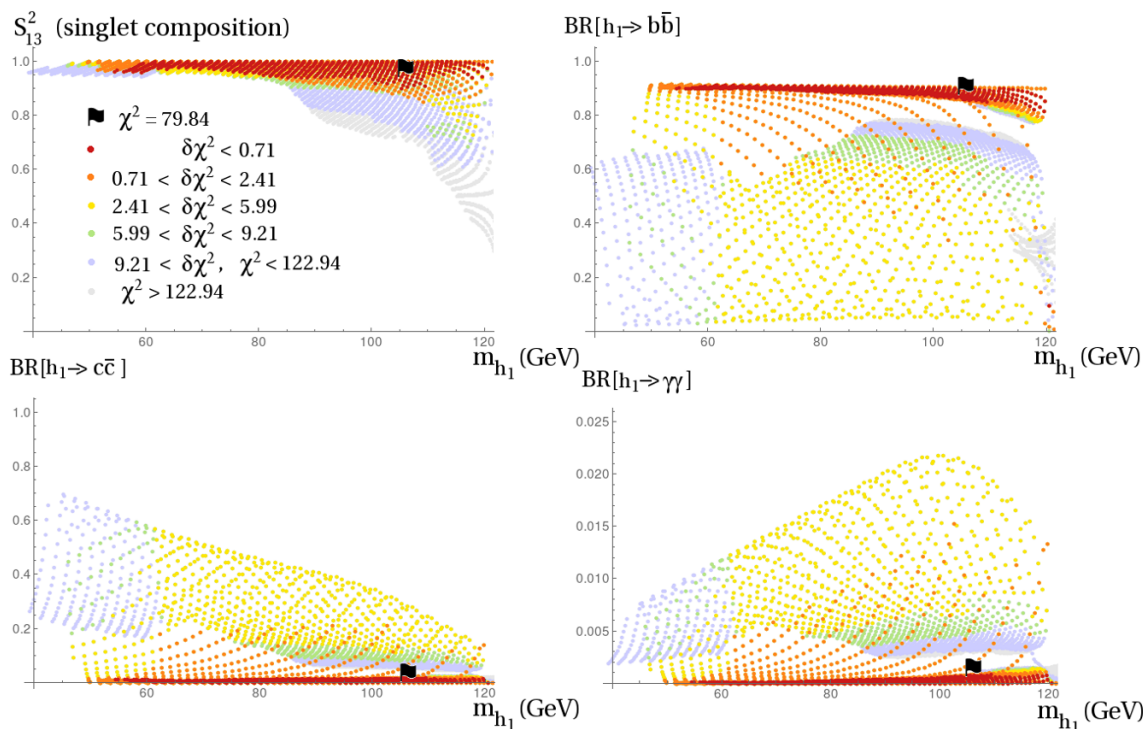 S₁₃² (singlet composition)
1.0
0.8
0.6
0.4
0.2
60
80
100
120
m_h₁ (GeV)
χ² = 79.84
δχ² < 0.71
0.71 < δχ² < 2.41
2.41 < δχ² < 5.99
5.99 < δχ² < 9.21
9.21 < δχ², χ² < 122.94
χ² > 122.94
BR[h₁-> bb̄]
1.0
0.8
0.6
0.4
0.2
60
80
100
120
m_h₁ (GeV)
BR[h₁-> cc̄ ]
1.0
0.8
0.6
0.4
0.2
60
80
100
120
m_h₁ (GeV)
BR[h₁-> γγ]
0.025
0.020
0.015
0.010
0.005
60
80
100
120
m_h₁ (GeV)